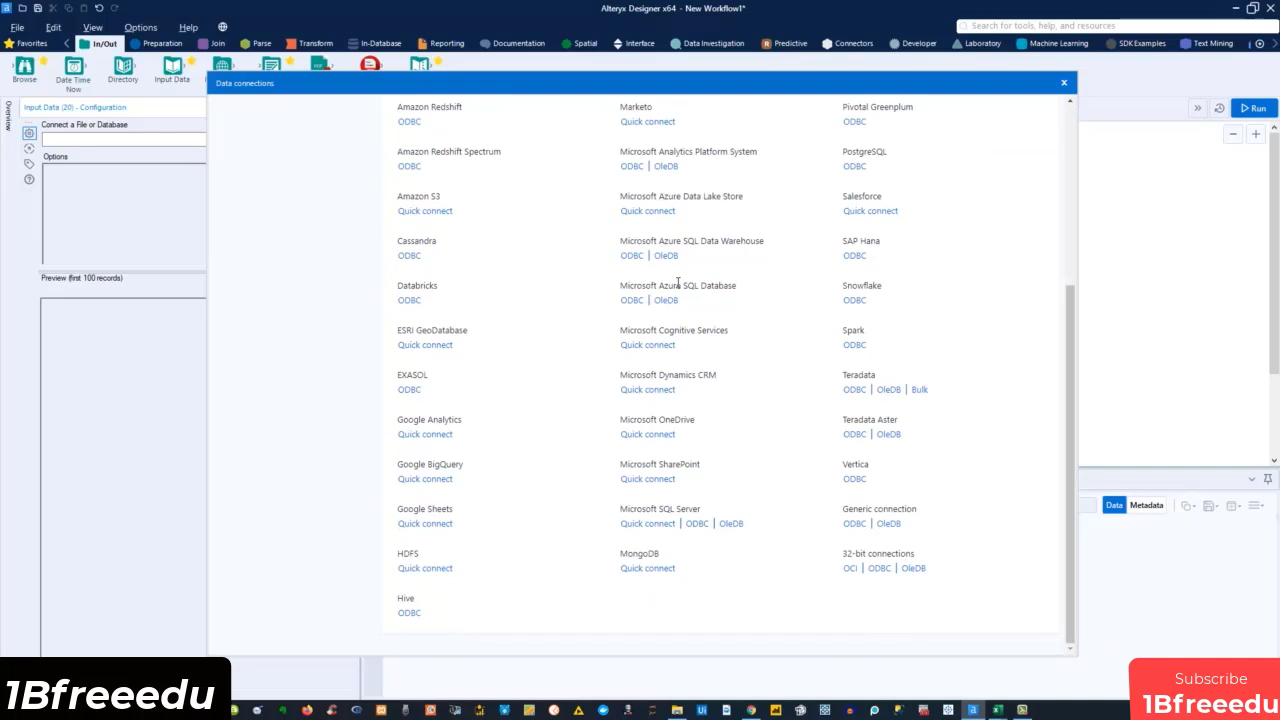 Alteryx Designer x64 - New Workflow1*
File Edit View Options Help
Search for tools, help, and resources
Favorites In/Out Preparation Join Parse Transform In-Database Reporting Documentation Spatial Interface Data Investigation Predictive Connectors Developer Laboratory Machine Learning SDK Examples Text Mining
Browse Date Time Now Directory Input Data
Data connections
Overview
Input Data (20) - Configuration
Connect a File or Database
Options
Preview (first 100 records)
Run
Amazon Redshift
ODBC
Amazon Redshift Spectrum
ODBC
Amazon S3
Quick connect
Cassandra
ODBC
Databricks
ODBC
ESRI GeoDatabase
Quick connect
EXASOL
ODBC
Google Analytics
Quick connect
Google BigQuery
Quick connect
Google Sheets
Quick connect
HDFS
Quick connect
Hive
ODBC
Marketo
Quick connect
Microsoft Analytics Platform System
ODBC | OleDB
Microsoft Azure Data Lake Store
Quick connect
Microsoft Azure SQL Data Warehouse
ODBC | OleDB
Microsoft Azure SQL Database
ODBC | OleDB
Microsoft Cognitive Services
Quick connect
Microsoft Dynamics CRM
Quick connect
Microsoft OneDrive
Quick connect
Microsoft SharePoint
Quick connect
Microsoft SQL Server
Quick connect | ODBC | OleDB
MongoDB
Quick connect
Pivotal Greenplum
ODBC
PostgreSQL
ODBC
Salesforce
Quick connect
SAP Hana
ODBC
Snowflake
ODBC
Spark
ODBC
Teradata
ODBC | OleDB | Bulk
Teradata Aster
ODBC | OleDB
Vertica
ODBC
Generic connection
ODBC | OleDB
32-bit connections
OCI | ODBC | OleDB
Data Metadata
1Bfreeedu
Subscribe
1Bfreeedu